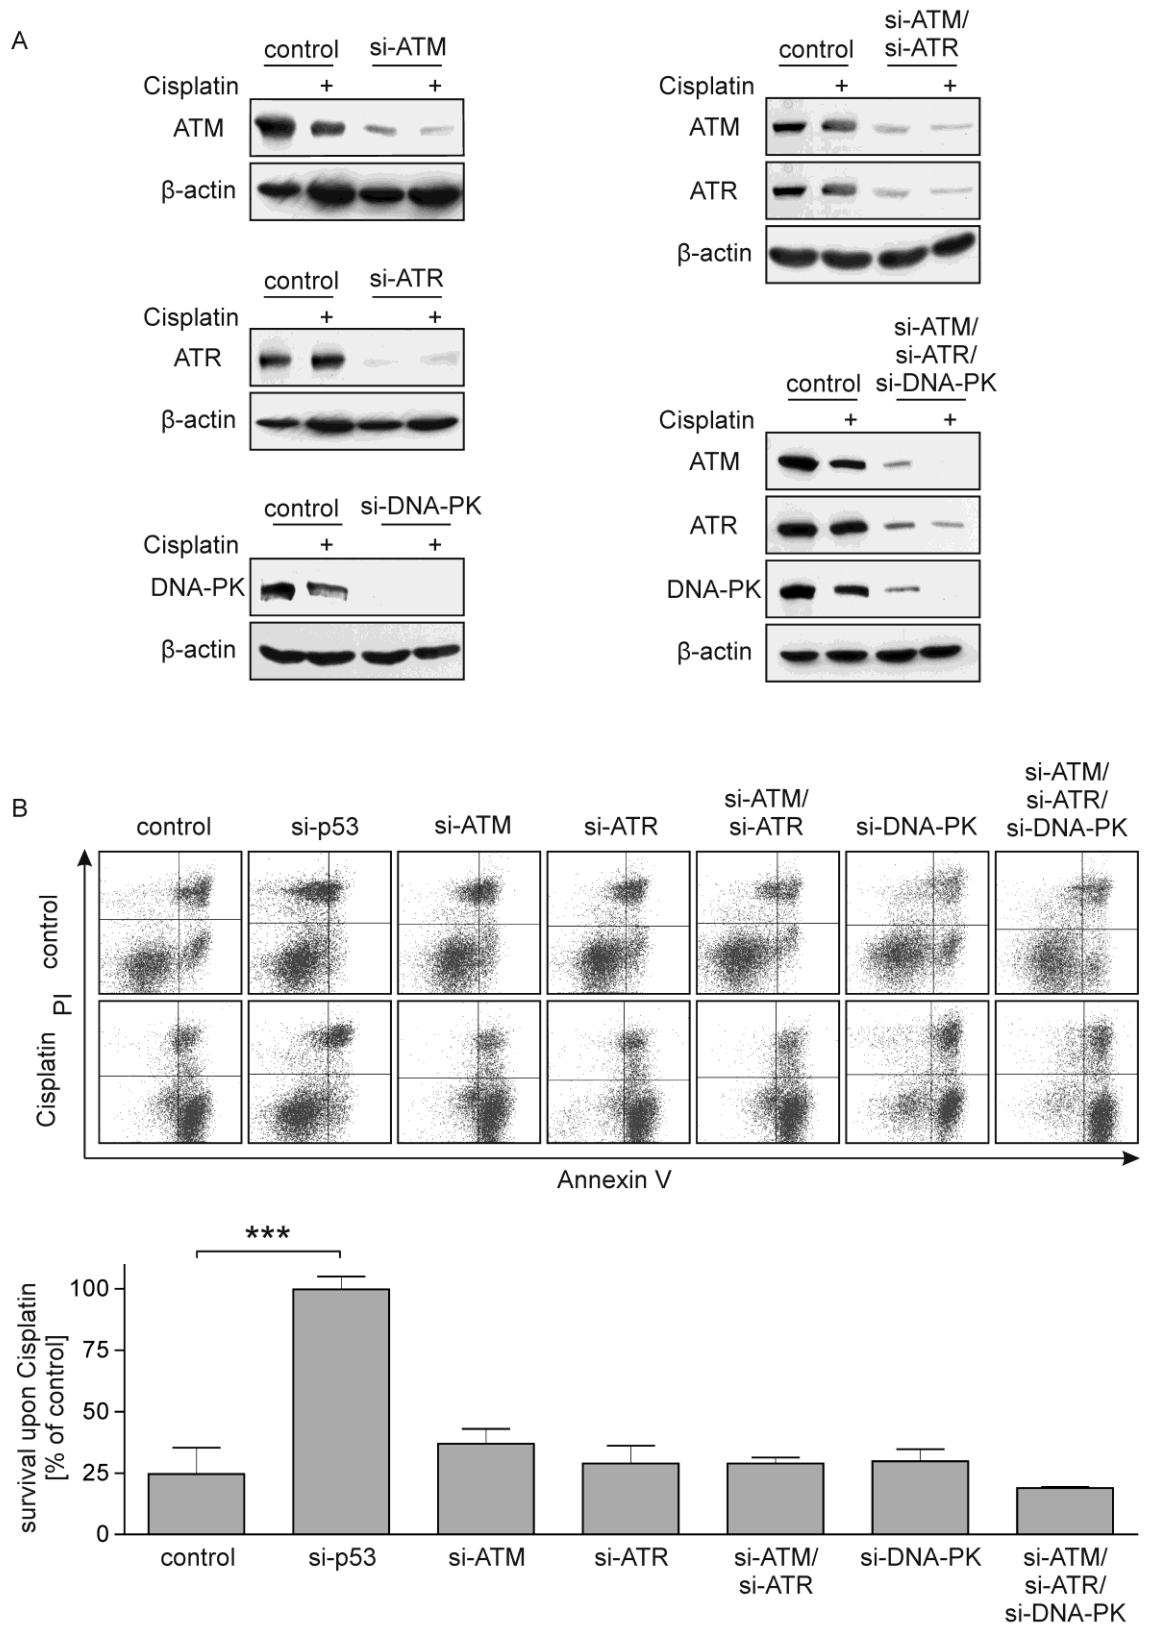 A
control si-ATM
Cisplatin +
+
ATM
β-actin
control si-ATR
Cisplatin +
+
ATR
β-actin
control si-DNA-PK
Cisplatin +
+
DNA-PK
β-actin
si-ATM/
control si-ATR
Cisplatin +
+
ATM
ATR
β-actin
si-ATM/
si-ATR/
control si-DNA-PK
Cisplatin +
+
ATM
ATR
DNA-PK
β-actin
B
control
si-p53
si-ATM
si-ATR
si-ATM/
si-ATR
si-DNA-PK
si-ATM/
si-ATR/
si-DNA-PK
control
Cisplatin
PI
Annexin V
***
survival upon Cisplatin
[% of control]
100
75
50
25
0
control
si-p53
si-ATM
si-ATR
si-ATM/
si-ATR
si-DNA-PK
si-ATM/
si-ATR/
si-DNA-PK